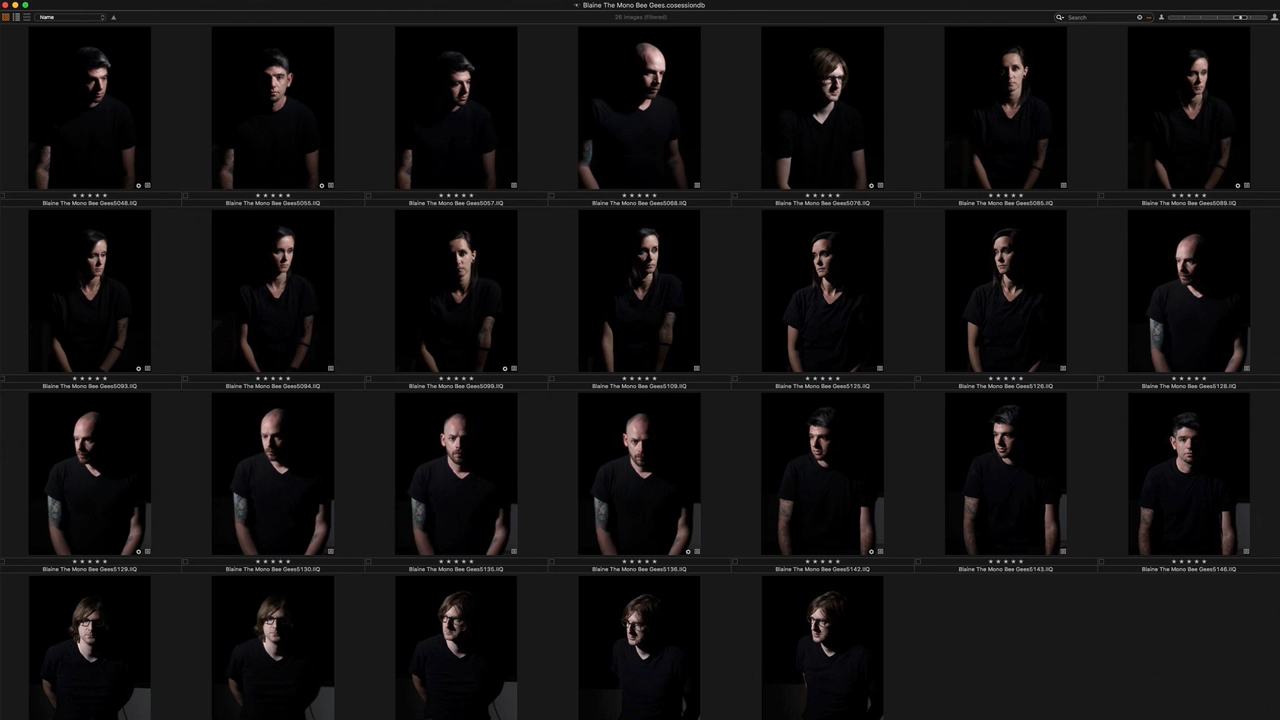 Blaine The Mono Bee Gees.cosessiondb
Name
26 images (filtered)
Search
Blaine The Mono Bee Gees5048.IIQ
Blaine The Mono Bee Gees5055.IIQ
Blaine The Mono Bee Gees5057.IIQ
Blaine The Mono Bee Gees5068.IIQ
Blaine The Mono Bee Gees5076.IIQ
Blaine The Mono Bee Gees5085.IIQ
Blaine The Mono Bee Gees5089.IIQ
Blaine The Mono Bee Gees5093.IIQ
Blaine The Mono Bee Gees5094.IIQ
Blaine The Mono Bee Gees5099.IIQ
Blaine The Mono Bee Gees5109.IIQ
Blaine The Mono Bee Gees5125.IIQ
Blaine The Mono Bee Gees5126.IIQ
Blaine The Mono Bee Gees5128.IIQ
Blaine The Mono Bee Gees5129.IIQ
Blaine The Mono Bee Gees5130.IIQ
Blaine The Mono Bee Gees5135.IIQ
Blaine The Mono Bee Gees5136.IIQ
Blaine The Mono Bee Gees5142.IIQ
Blaine The Mono Bee Gees5143.IIQ
Blaine The Mono Bee Gees5146.IIQ